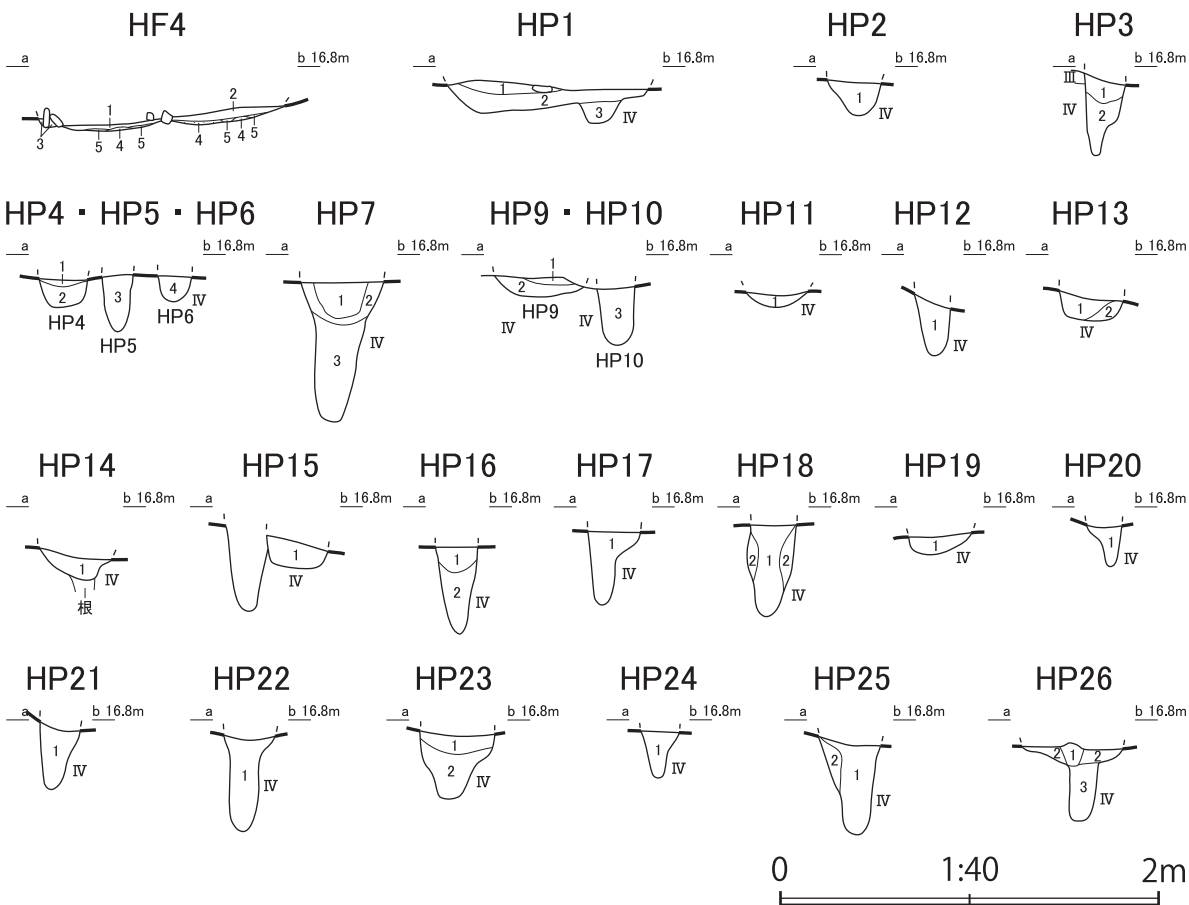 HF4
a
b 16.8m
1
2
3
5
4
5
4
5
4
5
HP1
a
b 16.8m
1
2
3
Ⅳ
HP2
a
b 16.8m
1
Ⅳ
HP3
a
b 16.8m
Ⅲ
Ⅳ
1
2
HP4・HP5・HP6
a
b 16.8m
1
2
3
4
Ⅳ
HP4
HP5
HP6
HP7
a
b 16.8m
1
2
3
Ⅳ
HP9・HP10
a
b 16.8m
1
2
3
Ⅳ
Ⅳ
HP9
HP10
HP11
a
b 16.8m
1
HP12
a
b 16.8m
1
Ⅳ
HP13
a
b 16.8m
1
2
Ⅳ
HP14
a
b 16.8m
1
Ⅳ
根
HP15
a
b 16.8m
1
Ⅳ
HP16
a
b 16.8m
1
2
Ⅳ
HP17
a
b 16.8m
1
Ⅳ
HP18
a
b 16.8m
2
1
2
Ⅳ
HP19
a
b 16.8m
1
HP20
a
b 16.8m
1
Ⅳ
HP21
a
b 16.8m
1
Ⅳ
HP22
a
b 16.8m
1
Ⅳ
HP23
a
b 16.8m
1
2
Ⅳ
HP24
a
b 16.8m
1
Ⅳ
HP25
a
b 16.8m
2
1
Ⅳ
HP26
a
b 16.8m
2
1
2
3
Ⅳ
0 1:40 2m